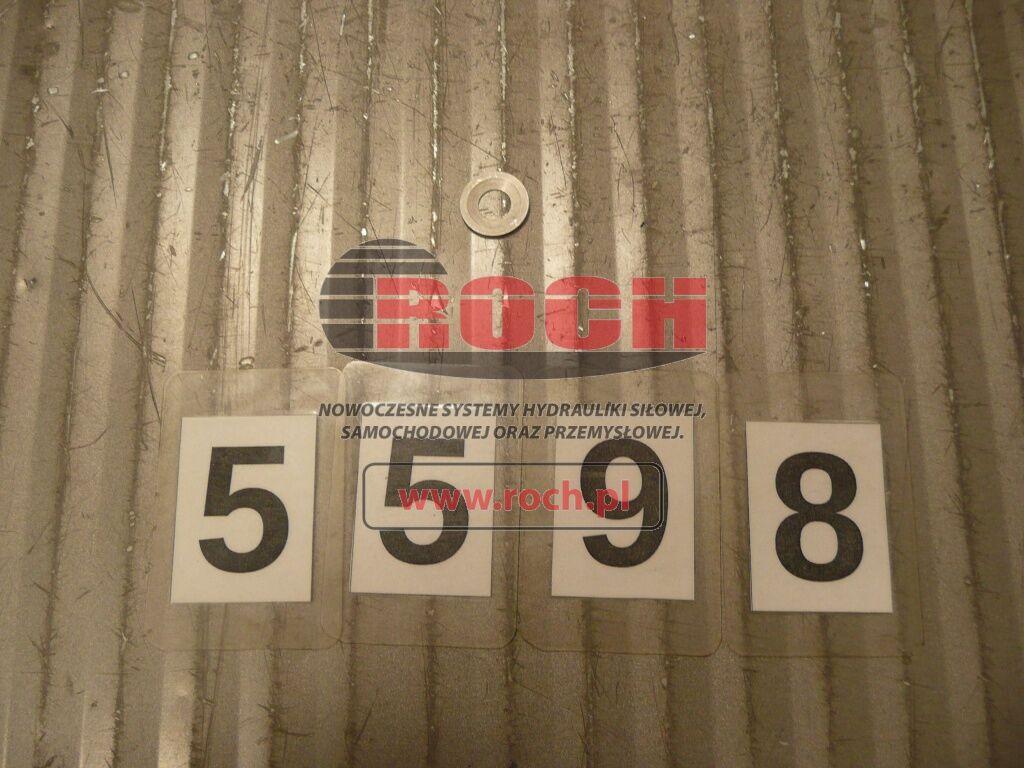 ROCH
NOWOCZESNE SYSTEMY HYDRAULIKI SIŁOWEJ,
SAMOCHODOWEJ ORAZ PRZEMYSŁOWEJ.
www.roch.pl
5 5 9 8